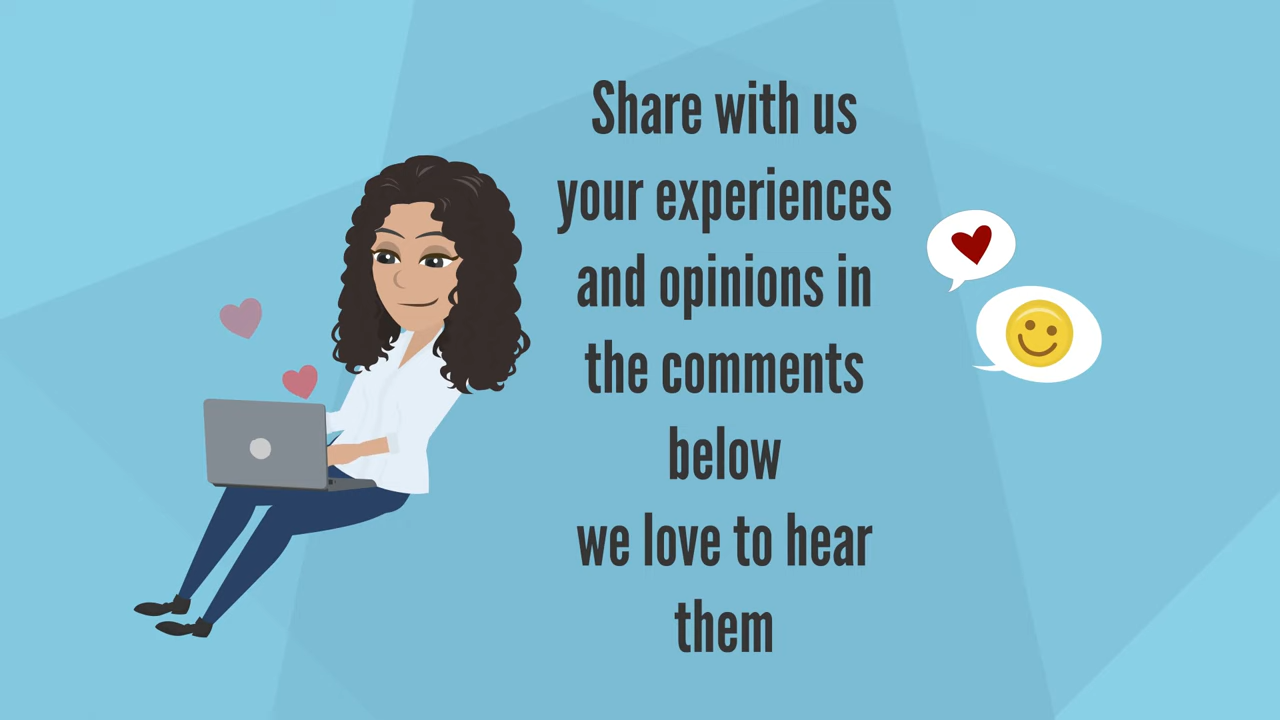 Share with us
your experiences
and opinions in
the comments
below
we love to hear
them